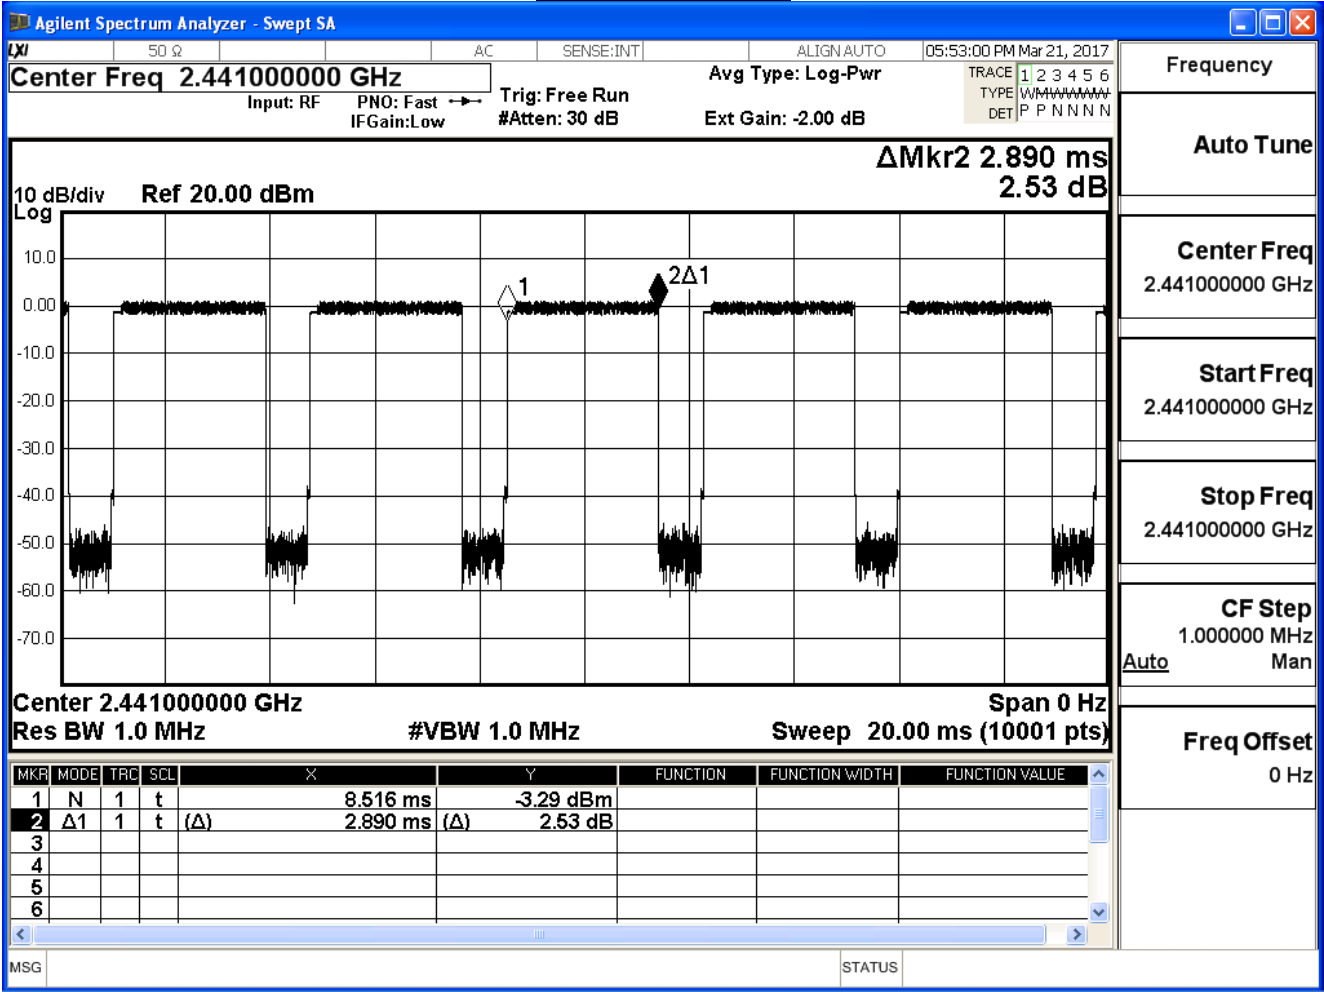 Agilent Spectrum Analyzer - Swept SA
LXI 50 Ω AC SENSE:INT ALIGN AUTO 05:53:00 PM Mar 21, 2017
Center Freq 2.441000000 GHz
Input: RF PNO: Fast
IFGain:Low
Trig: Free Run
#Atten: 30 dB
Avg Type: Log-Pwr
Ext Gain: -2.00 dB
TRACE 1 2 3 4 5 6
TYPE WMWWWW
DET P P N N N N
ΔMkr2 2.890 ms
2.53 dB
10 dB/div Ref 20.00 dBm
Log
10.0
0.00
-10.0
-20.0
-30.0
-40.0
-50.0
-60.0
-70.0
1
2Δ1
Center 2.441000000 GHz Span 0 Hz
Res BW 1.0 MHz #VBW 1.0 MHz Sweep 20.00 ms (10001 pts)
MKR MODE TRC SCL X Y FUNCTION FUNCTION WIDTH FUNCTION VALUE
1 N 1 t 8.516 ms -3.29 dBm
2 Δ1 1 t (Δ) 2.890 ms (Δ) 2.53 dB
3
4
5
6
MSG STATUS
Frequency
Auto Tune
Center Freq
2.441000000 GHz
Start Freq
2.441000000 GHz
Stop Freq
2.441000000 GHz
CF Step
1.000000 MHz
Auto Man
Freq Offset
0 Hz